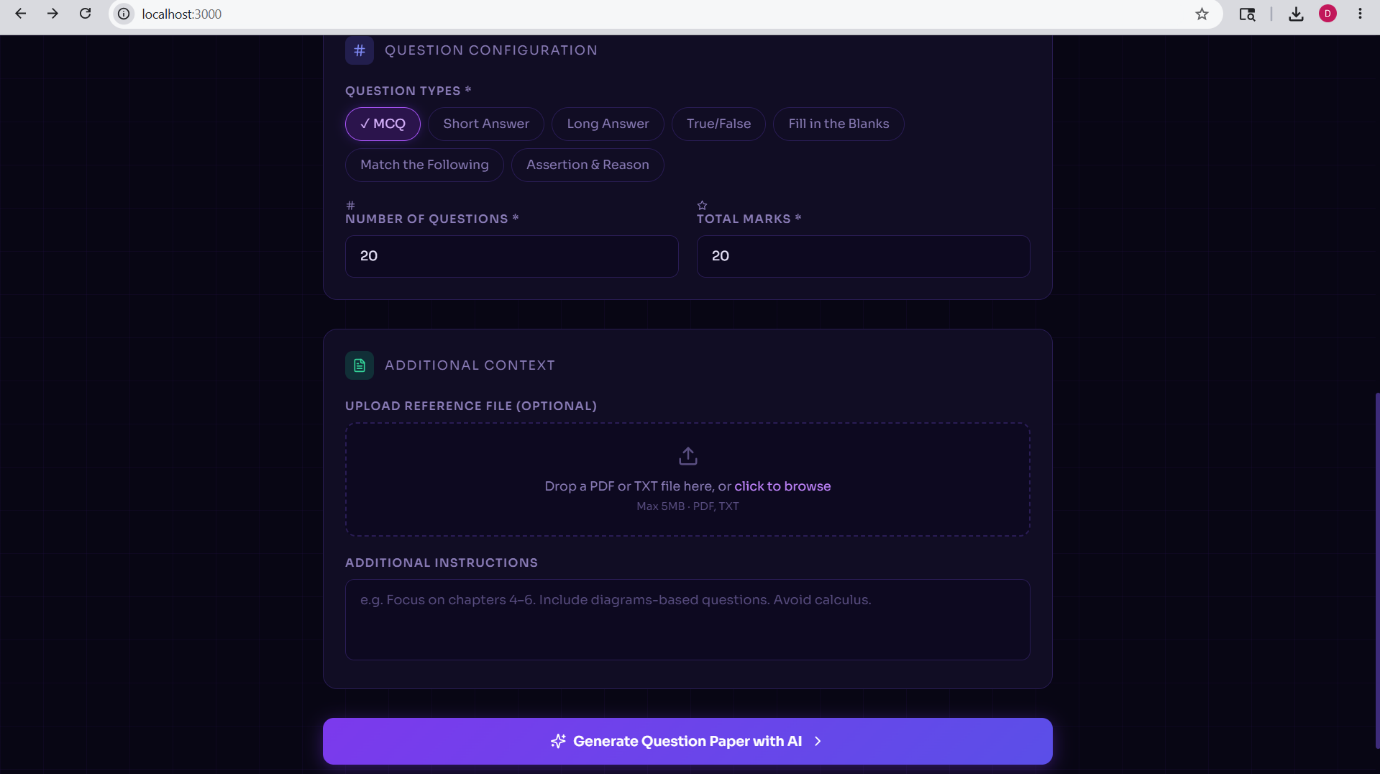 localhost:3000
D
# QUESTION CONFIGURATION
QUESTION TYPES *
✓ MCQ Short Answer Long Answer True/False Fill in the Blanks
Match the Following Assertion & Reason
#
NUMBER OF QUESTIONS * TOTAL MARKS *
20 20
ADDITIONAL CONTEXT
UPLOAD REFERENCE FILE (OPTIONAL)
Drop a PDF or TXT file here, or click to browse
Max 5MB · PDF, TXT
ADDITIONAL INSTRUCTIONS
e.g. Focus on chapters 4–6. Include diagrams-based questions. Avoid calculus.
Generate Question Paper with AI